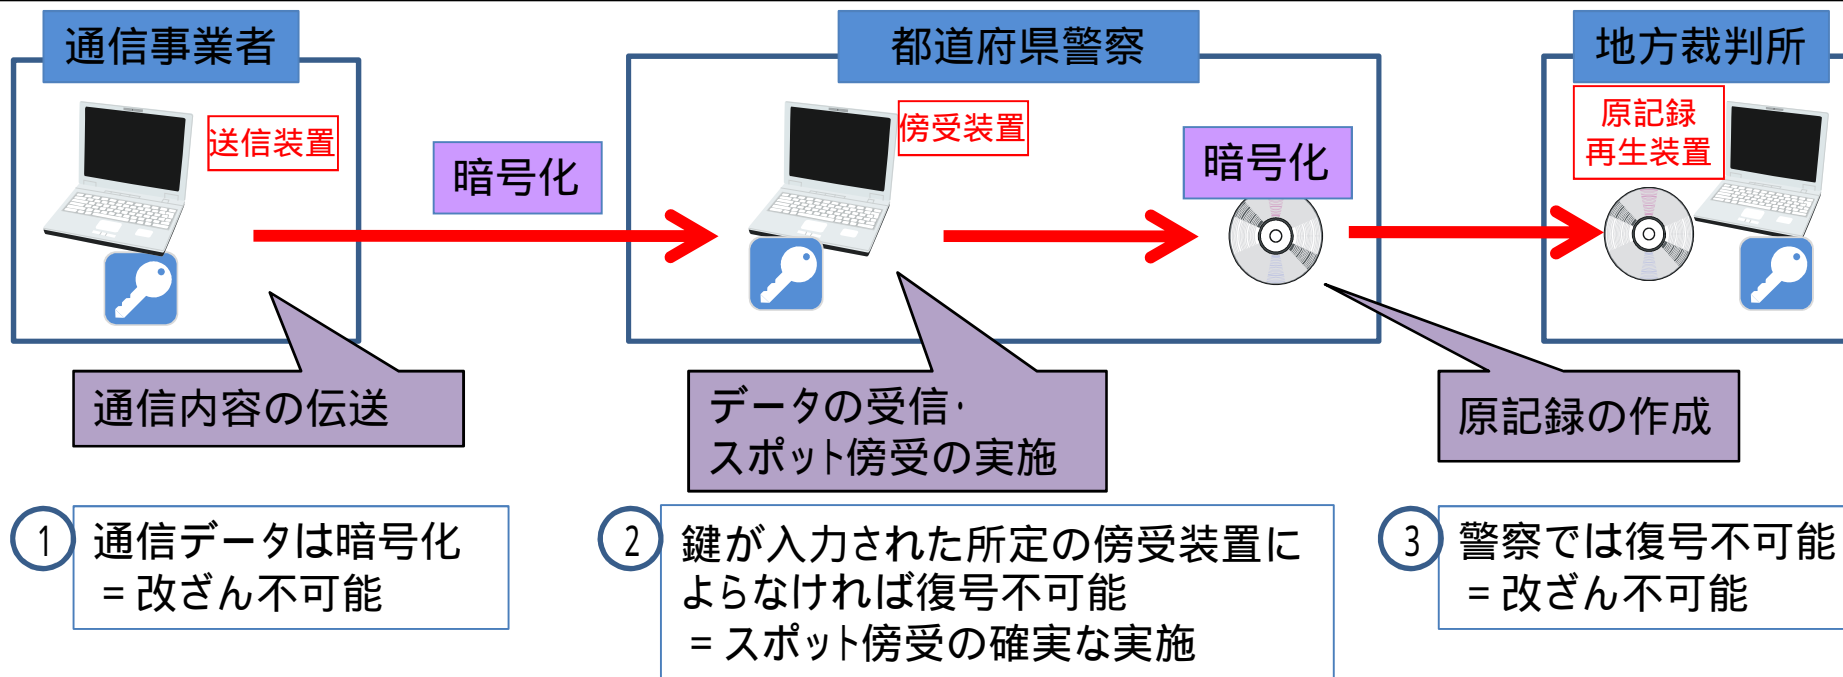 通信事業者
都道府県警察
地方裁判所
送信装置
暗号化
傍受装置
暗号化
原記録
再生装置
通信内容の伝送
データの受信・
スポット傍受の実施
原記録の作成
1
通信データは暗号化
=改ざん不可能
2
鍵が入力された所定の傍受装置に
よらなければ復号不可能
=スポット傍受の確実な実施
3
警察では復号不可能
=改ざん不可能